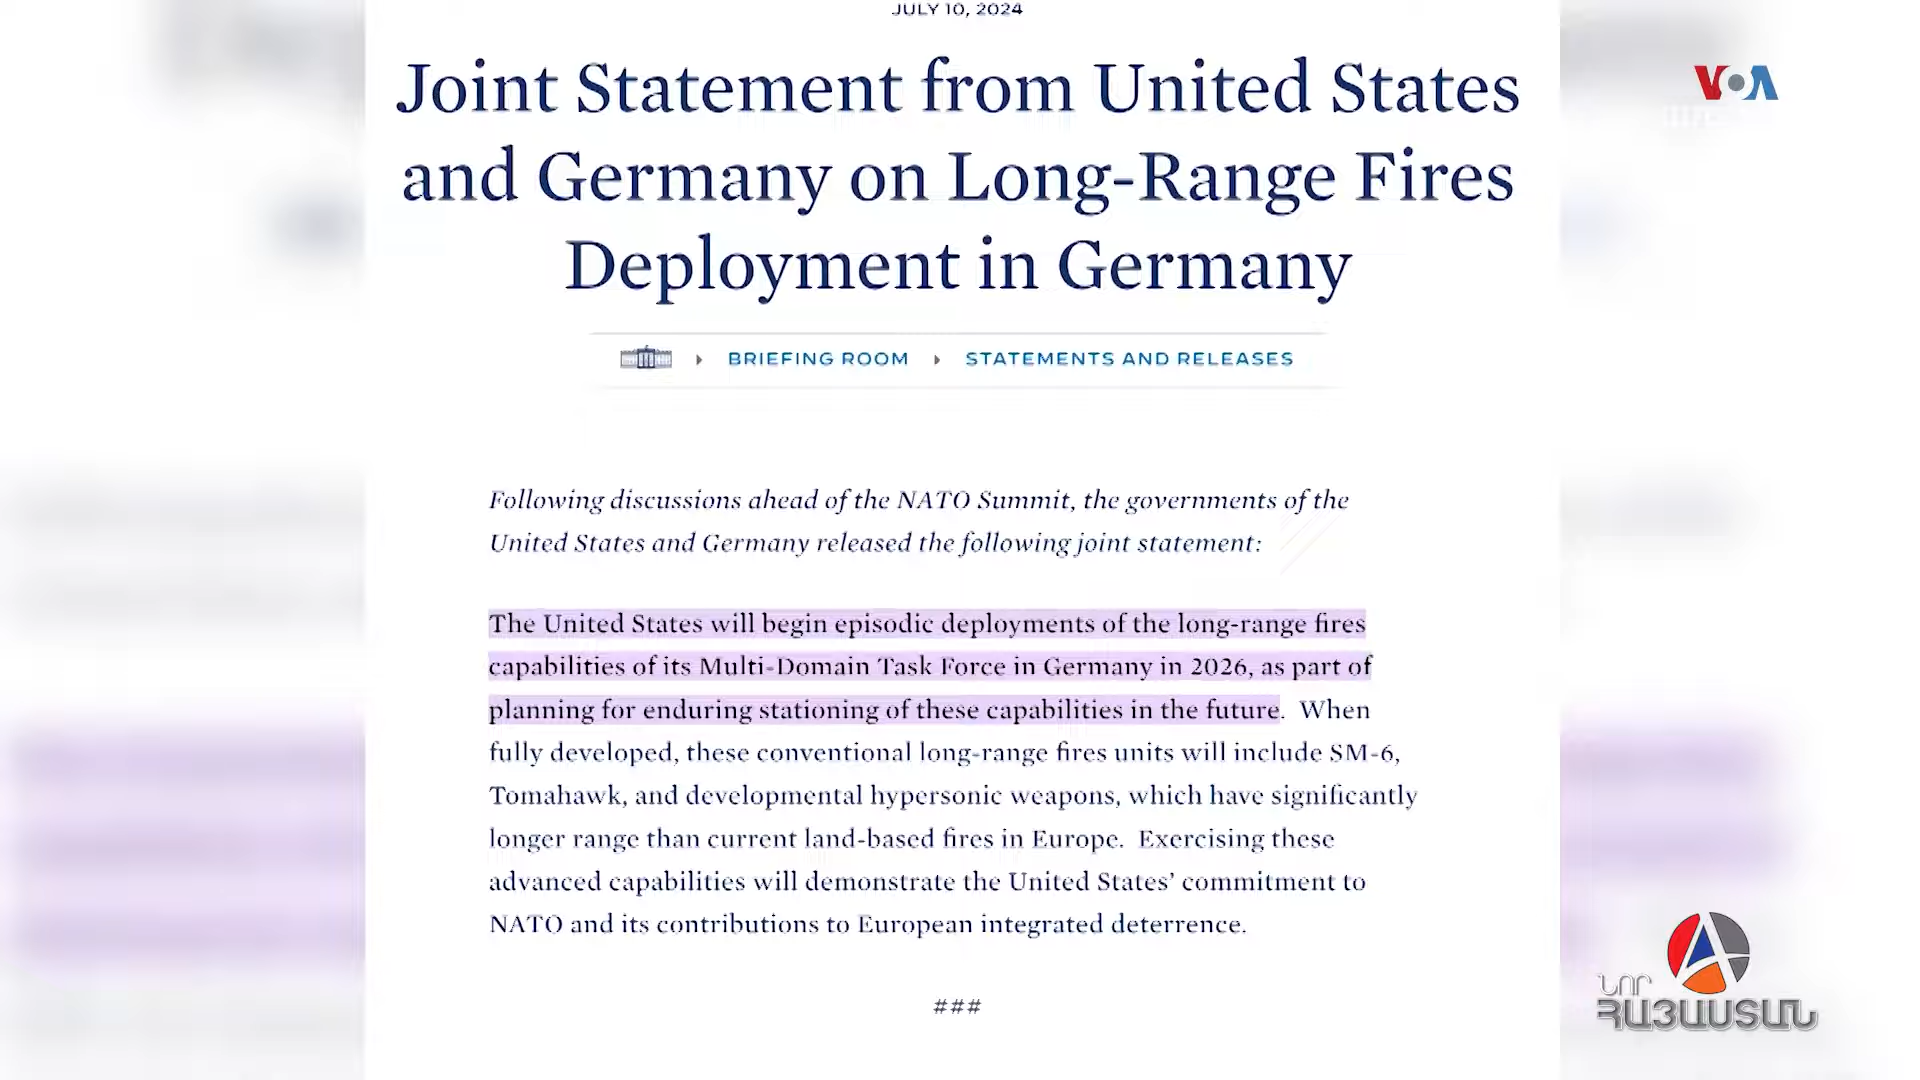 JULY 10, 2024
Joint Statement from United States
and Germany on Long-Range Fires
Deployment in Germany
BRIEFING ROOM
STATEMENTS AND RELEASES
Following discussions ahead of the NATO Summit, the governments of the
United States and Germany released the following joint statement:
The United States will begin episodic deployments of the long-range fires
capabilities of its Multi-Domain Task Force in Germany in 2026, as part of
planning for enduring stationing of these capabilities in the future. When
fully developed, these conventional long-range fires units will include SM-6,
Tomahawk, and developmental hypersonic weapons, which have significantly
longer range than current land-based fires in Europe. Exercising these
advanced capabilities will demonstrate the United States’ commitment to
NATO and its contributions to European integrated deterrence.
###
VOA
ՆՈՐ
ՀԱՅԱՍՏԱՆ